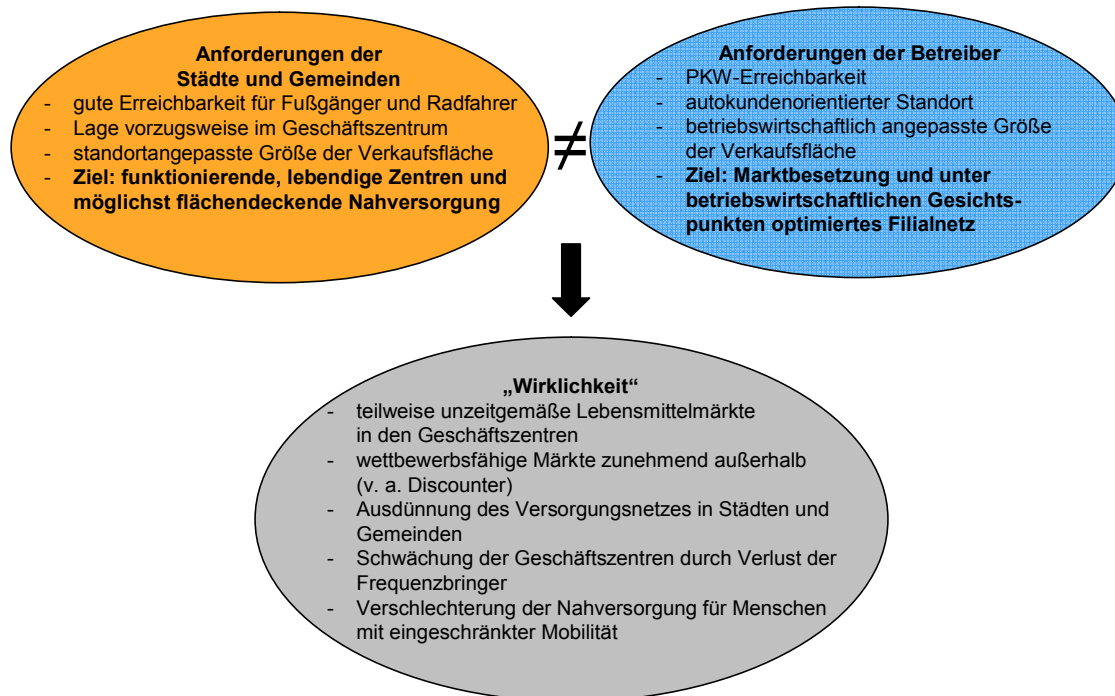 Anforderungen der
Städte und Gemeinden
- gute Erreichbarkeit für Fußgänger und Radfahrer
- Lage vorzugsweise im Geschäftszentrum
- standortangepasste Größe der Verkaufsfläche
- Ziel: funktionierende, lebendige Zentren und
möglichst flächendeckende Nahversorgung
≠
Anforderungen der Betreiber
- PKW-Erreichbarkeit
- autokundenorientierter Standort
- betriebswirtschaftlich angepasste Größe
der Verkaufsfläche
- Ziel: Marktbesetzung und unter
betriebswirtschaftlichen Gesichts-
punkten optimiertes Filialnetz
„Wirklichkeit“
- teilweise unzeitgemäße Lebensmittelmärkte
in den Geschäftszentren
- wettbewerbsfähige Märkte zunehmend außerhalb
(v. a. Discounter)
- Ausdünnung des Versorgungsnetzes in Städten und
Gemeinden
- Schwächung der Geschäftszentren durch Verlust der
Frequenzbringer
- Verschlechterung der Nahversorgung für Menschen
mit eingeschränkter Mobilität